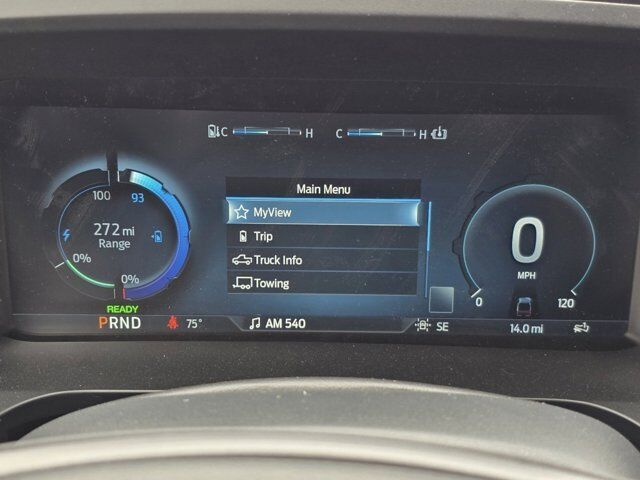 C H C H
100 93
272 mi
Range
0%
0%
Main Menu
MyView
Trip
Truck Info
Towing
0
MPH
0 120
READY
PRND 75° AM 540 SE 14.0 mi